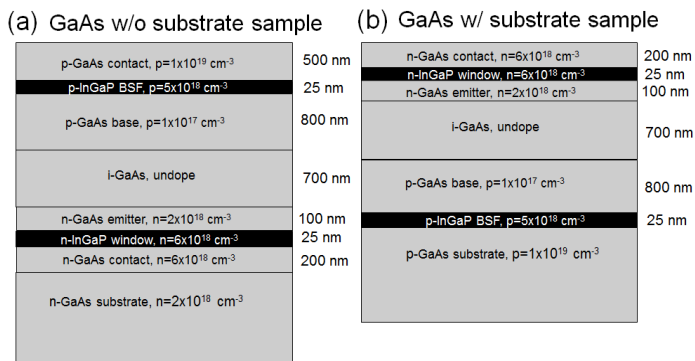 (a) GaAs w/o substrate sample
p-GaAs contact, p=1x10¹⁹ cm⁻³
500 nm
p-InGaP BSF, p=5x10¹⁸ cm⁻³
25 nm
p-GaAs base, p=1x10¹⁷ cm⁻³
800 nm
i-GaAs, undope
700 nm
n-GaAs emitter, n=2x10¹⁸ cm⁻³
100 nm
n-InGaP window, n=6x10¹⁸ cm⁻³
25 nm
n-GaAs contact, n=6x10¹⁸ cm⁻³
200 nm
n-GaAs substrate, n=2x10¹⁸ cm⁻³
(b) GaAs w/ substrate sample
n-GaAs contact, n=6x10¹⁸ cm⁻³
200 nm
n-InGaP window, n=6x10¹⁸ cm⁻³
25 nm
n-GaAs emitter, n=2x10¹⁸ cm⁻³
100 nm
i-GaAs, undope
700 nm
p-GaAs base, p=1x10¹⁷ cm⁻³
800 nm
p-InGaP BSF, p=5x10¹⁸ cm⁻³
25 nm
p-GaAs substrate, p=1x10¹⁹ cm⁻³